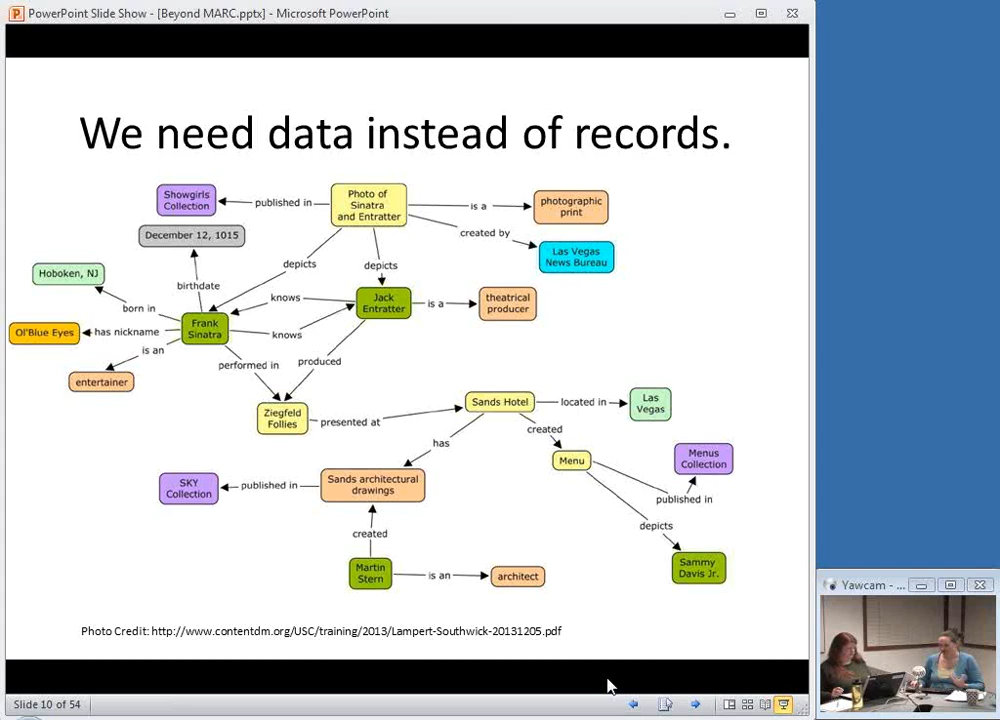 PowerPoint Slide Show - [Beyond MARC.pptx] - Microsoft PowerPoint
We need data instead of records.
Showgirls
Collection
published in
Photo of
Sinatra
and Entratter
is a
photographic
print
created by
Las Vegas
News Bureau
December 12, 1015
depicts
depicts
Hoboken, NJ
birthdate
born in
knows
Jack
Entratter
is a
theatrical
producer
Ol'Blue Eyes
has nickname
Frank
Sinatra
knows
is an
entertainer
performed in
produced
Ziegfeld
Follies
presented at
Sands Hotel
located in
Las
Vegas
has
created
Menu
Menus
Collection
published in
SKY
Collection
published in
Sands architectural
drawings
depicts
created
Martin
Stern
is an
architect
Sammy
Davis Jr.
Photo Credit: http://www.contentdm.org/USC/training/2013/Lampert-Southwick-20131205.pdf
Yawcam - ...
Slide 10 of 54